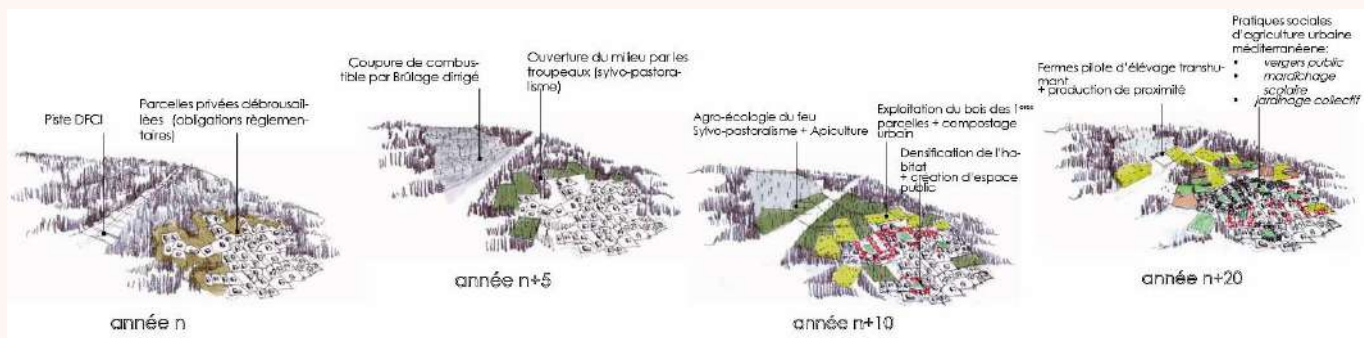 Piste DFCI
Parcelles privées débrousail-
lées (obligations règlemen-
taires)
année n
Coupure de combus-
tible par Brûlage dirigé
Ouverture du milieu par les
troupeaux (sylvo-pastora-
lisme)
année n+5
Agro-écologie du feu
Sylvo-pastoralisme + Apiculture
Exploitation du bois des 1ères
parcelles + compostage
urbain
Densification de l'ha-
bitat
+ création d'espace
public
année n+10
Fermes pilote d'élévage transhu-
mant
+ production de proximité
Pratiques sociales
d'agriculture urbaine
méditerranéene:
• vergers public
• maraîchage
scolaire
• jardinage collectif
année n+20